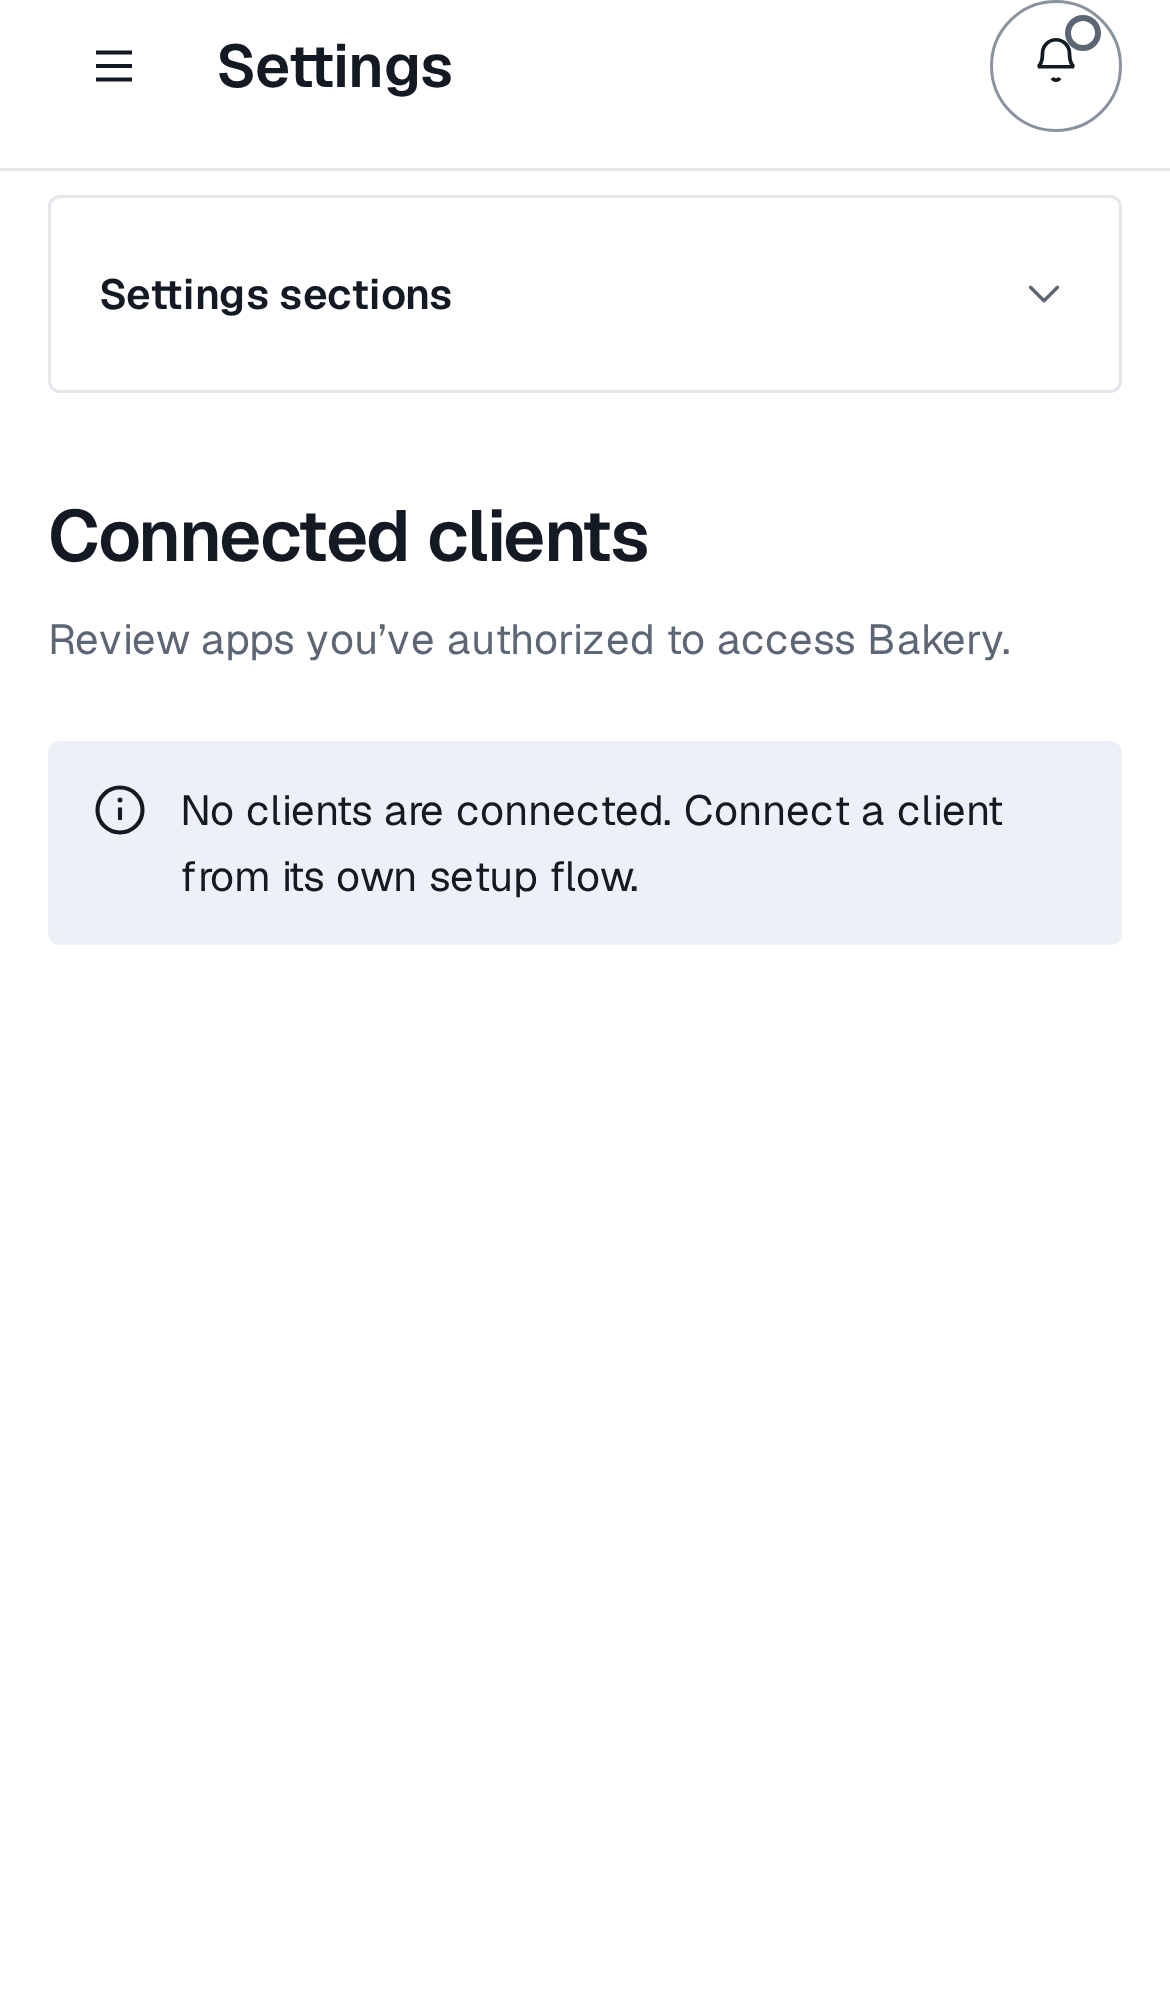 Settings
Settings sections
Connected clients
Review apps you’ve authorized to access Bakery.
No clients are connected. Connect a client
from its own setup flow.